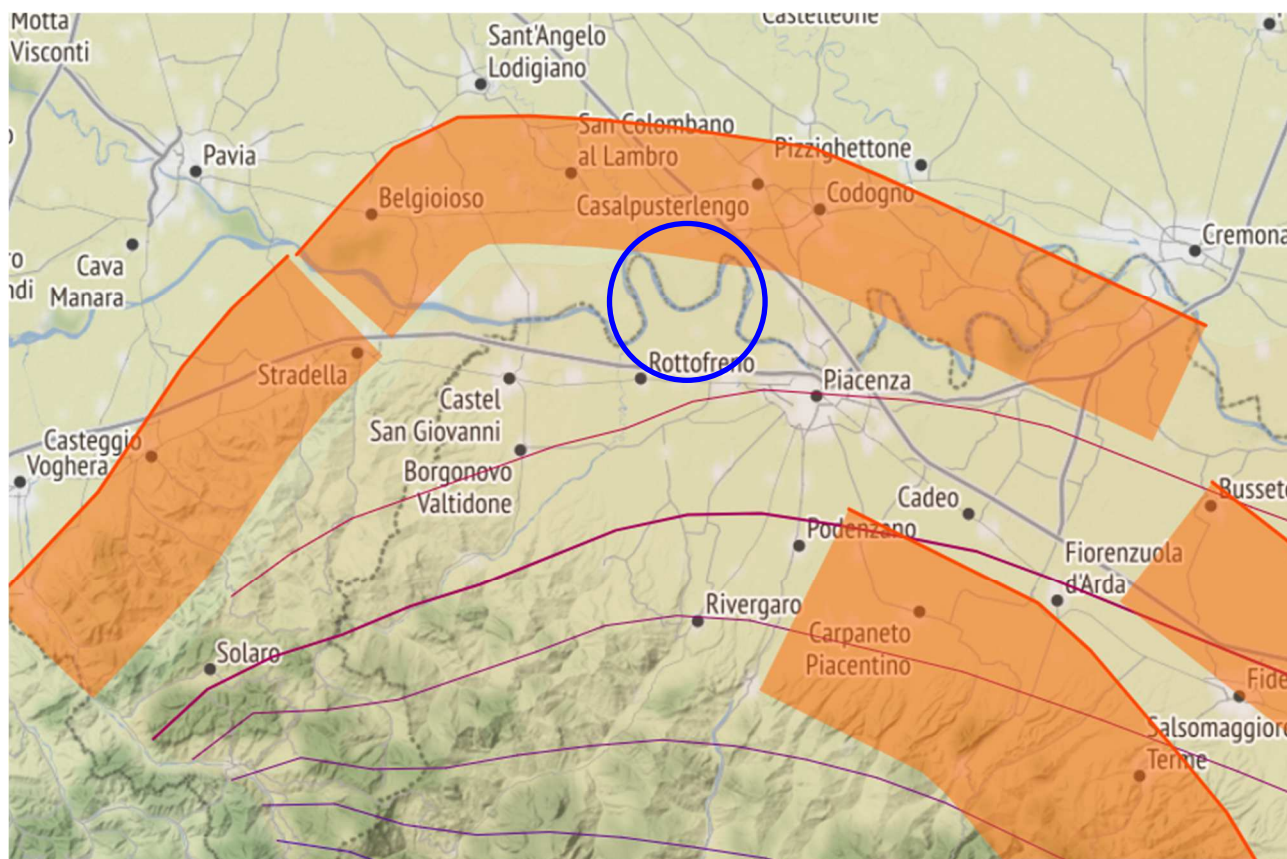 Motta
Visconti
Castelleone
Sant'Angelo
Lodigiano
San Colombano
al Lambro
Pavia
Pizzighettone
Belgioioso
Casalpusterlengo
Codogno
Cremona
Cava
Manara
ndi
Rottofreno
Stradella
Piacenza
Castel
San Giovanni
Casteggio
Voghera
Borgonovo
Valtidone
Cadeo
Busseto
Podenzano
Fiorenzuola
d'Arda
Rivergaro
Carpaneto
Piacentino
Solaro
Fide
Salsomaggiore
Terme